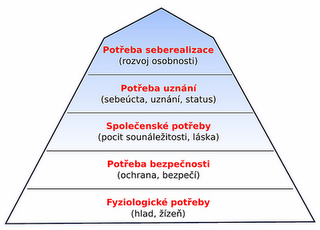 Potřeba seberealizace
(rozvoj osobnosti)
Potřeba uznání
(sebeúcta, uznání, status)
Společenské potřeby
(pocit sounáležitosti, láska)
Potřeba bezpečnosti
(ochrana, bezpečí)
Fyziologické potřeby
(hlad, žízeň)